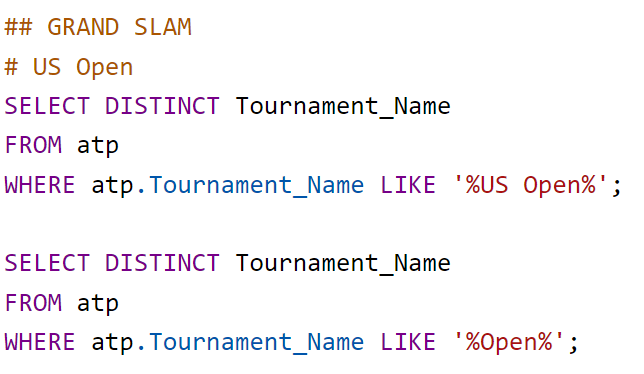 ## GRAND SLAM
# US Open
SELECT DISTINCT Tournament_Name
FROM atp
WHERE atp.Tournament_Name LIKE '%US Open%';
SELECT DISTINCT Tournament_Name
FROM atp
WHERE atp.Tournament_Name LIKE '%Open%';